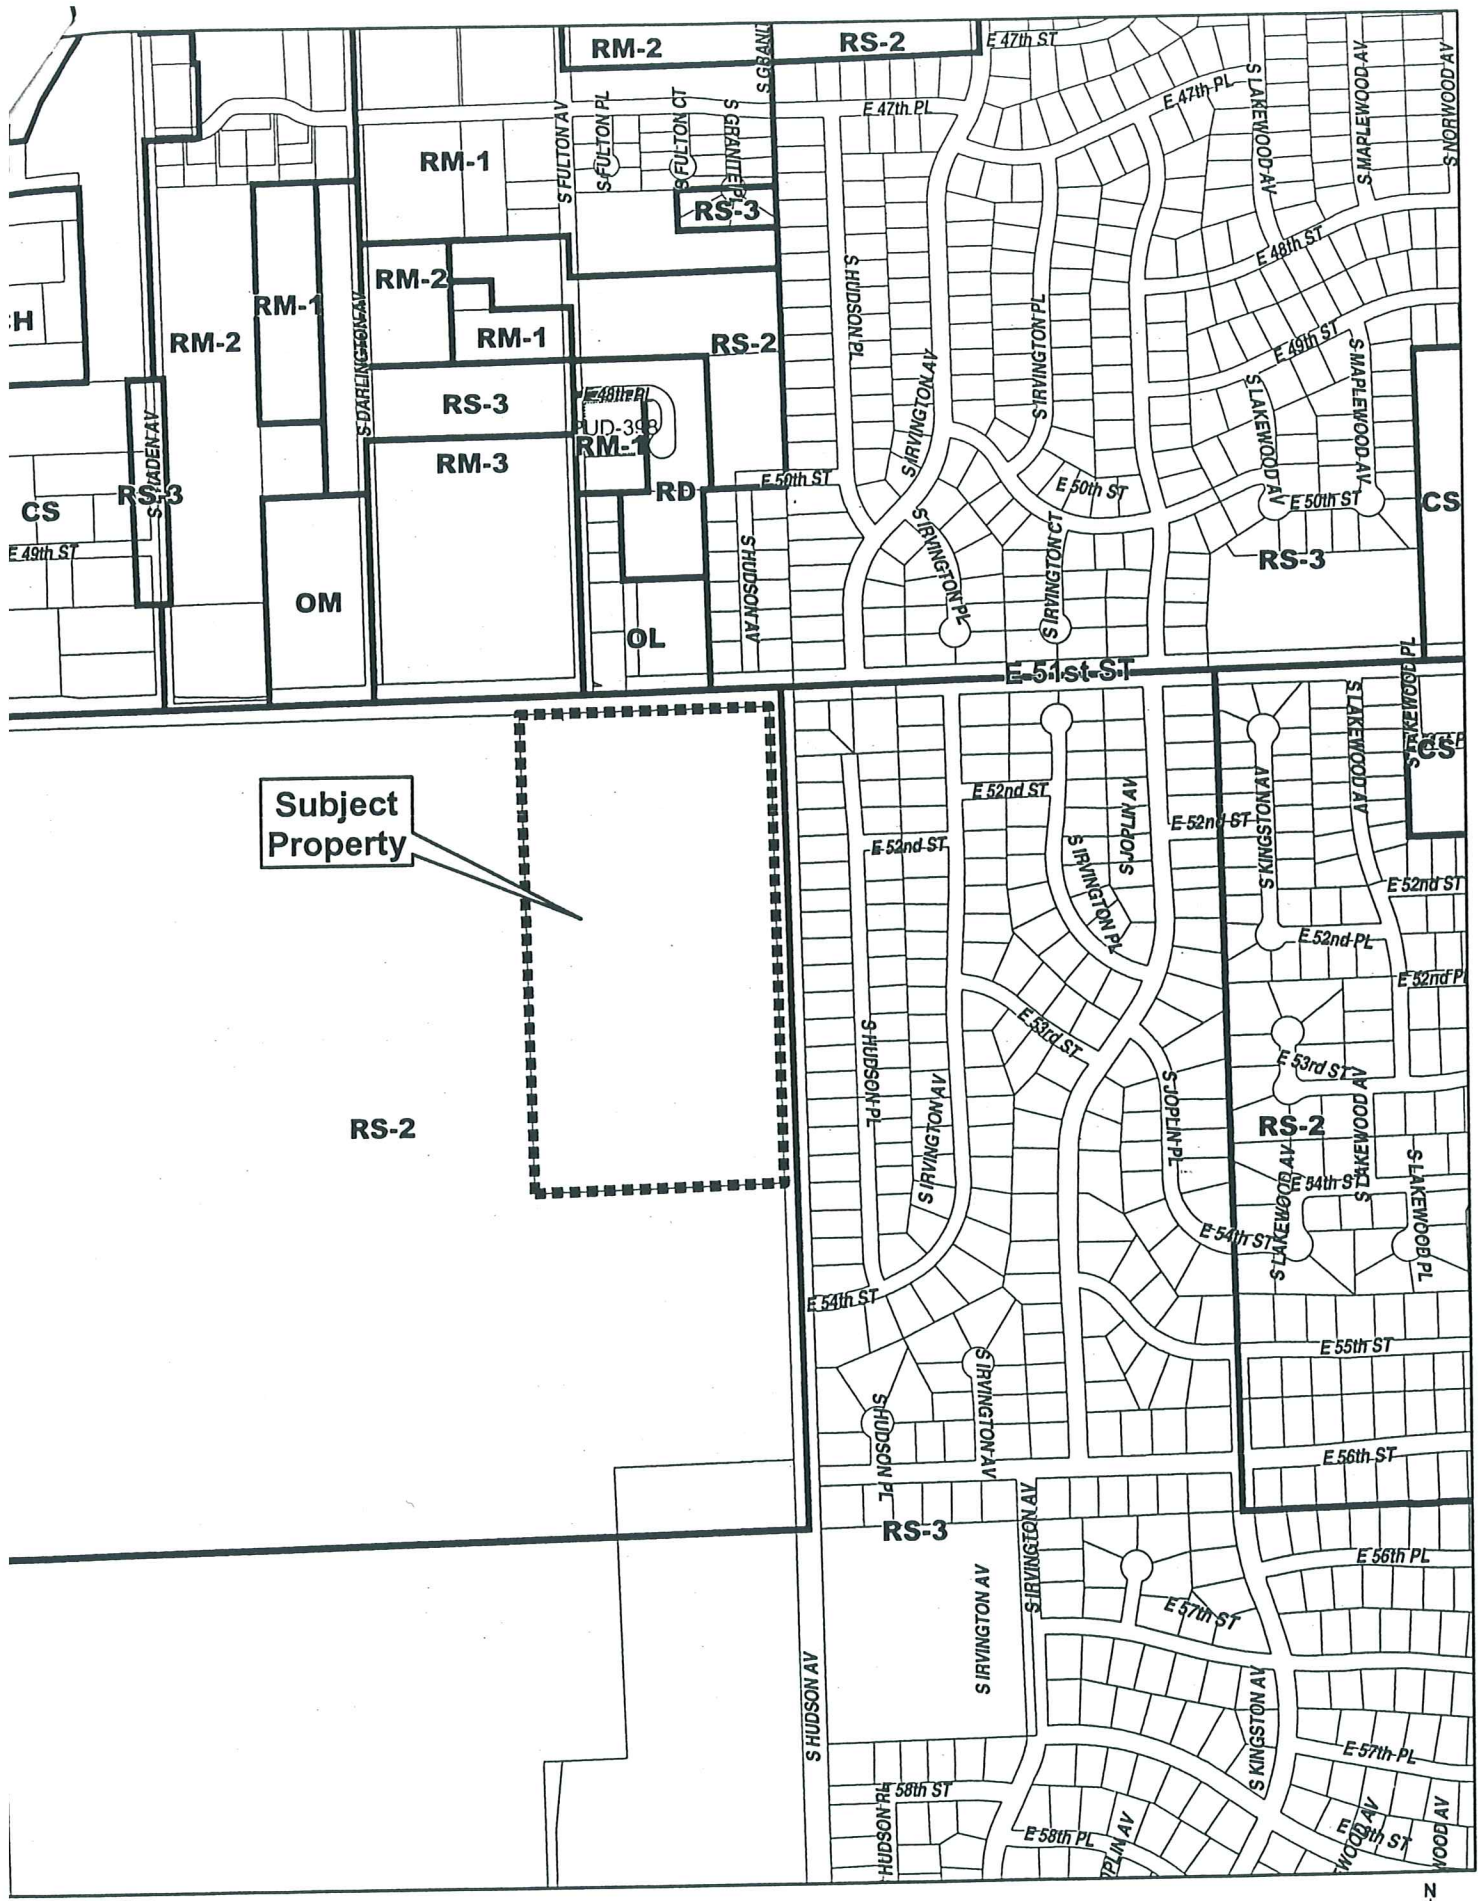 RM-2
RS-2
E 47th ST
S LAKEWOOD AV
S MAPLEWOOD AV
S NORWOOD AV
E 47th PL
E 47th PL
S FULTON AV
S FULTON PL
S FULTON CT
S GRANITE PL
RM-1
RS-3
E 48th ST
S HUDSON PL
S IRVINGTON PL
RM-2
RM-1
RM-2
S DARLINGTON AV
RM-1
RS-2
E 49th ST
S MAPLEWOOD AV
S IRVINGTON AV
S LAKEWOOD AV
RS-3
E 48th PL
PUD-398
RM-1
RM-3
RS-3
RD
E 50th ST
E 50th ST
E 50th ST
CS
CS
E 49th ST
S IRVINGTON PL
S IRVINGTON CT
S HUDSON AV
RS-3
OM
OL
E 51st ST
S LAKEWOOD PL
S LAKEWOOD AV
CS
Subject
Property
E 52nd ST
S JOPLIN AV
E 52nd ST
S KINGSTON AV
E 52nd ST
S IRVINGTON PL
E 52nd ST
E 52nd PL
E 52nd P
E 53rd ST
S HUDSON PL
S IRVINGTON AV
S JOPLIN PL
E 53rd ST
S LAKEWOOD AV
RS-2
RS-2
E 54th ST
S LAKEWOOD AV
S LAKEWOOD PL
E 54th ST
E 54th ST
E 55th ST
S IRVINGTON AV
S HUDSON PL
E 56th ST
RS-3
S IRVINGTON AV
S IRVINGTON AV
E 56th PL
E 57th ST
S HUDSON AV
S KINGSTON AV
E 57th PL
E 58th ST
HUDSON PL
E 58th PL
PLIN AV
WOOD AV
WOOD AV
N